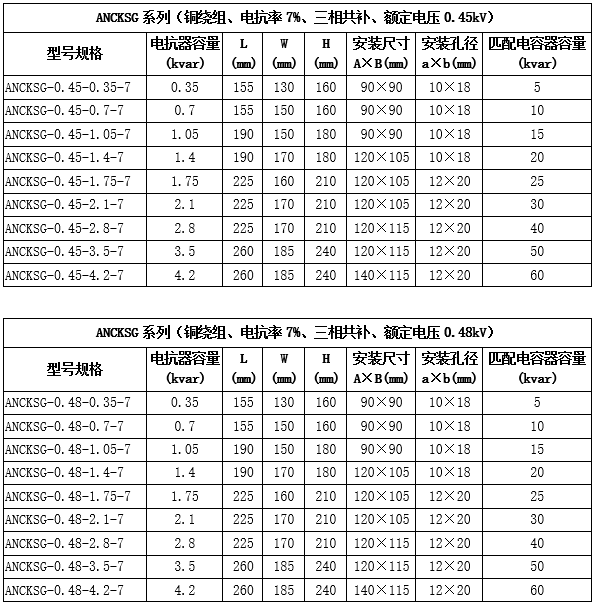 ANCKSG 系列（铜绕组、电抗率 7%、三相共补、额定电压 0.45kV）
型号规格 电抗器容量(kvar) L(mm) W(mm) H(mm) 安装尺寸A×B(mm) 安装孔径a×b(mm) 匹配电容器容量(kvar)
ANCKSG-0.45-0.35-7 0.35 155 130 160 90×90 10×18 5
ANCKSG-0.45-0.7-7 0.7 155 150 160 90×90 10×18 10
ANCKSG-0.45-1.05-7 1.05 190 150 180 90×90 10×18 15
ANCKSG-0.45-1.4-7 1.4 190 170 180 120×105 10×18 20
ANCKSG-0.45-1.75-7 1.75 225 160 210 120×105 12×20 25
ANCKSG-0.45-2.1-7 2.1 225 170 210 120×105 12×20 30
ANCKSG-0.45-2.8-7 2.8 225 170 210 120×115 12×20 40
ANCKSG-0.45-3.5-7 3.5 260 185 240 120×115 12×20 50
ANCKSG-0.45-4.2-7 4.2 260 185 240 140×115 12×20 60
ANCKSG 系列（铜绕组、电抗率 7%、三相共补、额定电压 0.48kV）
型号规格 电抗器容量(kvar) L(mm) W(mm) H(mm) 安装尺寸A×B(mm) 安装孔径a×b(mm) 匹配电容器容量(kvar)
ANCKSG-0.48-0.35-7 0.35 155 130 160 90×90 10×18 5
ANCKSG-0.48-0.7-7 0.7 155 150 160 90×90 10×18 10
ANCKSG-0.48-1.05-7 1.05 190 150 180 90×90 10×18 15
ANCKSG-0.48-1.4-7 1.4 190 170 180 120×105 10×18 20
ANCKSG-0.48-1.75-7 1.75 225 160 210 120×105 12×20 25
ANCKSG-0.48-2.1-7 2.1 225 170 210 120×105 12×20 30
ANCKSG-0.48-2.8-7 2.8 225 170 210 120×115 12×20 40
ANCKSG-0.48-3.5-7 3.5 260 185 240 120×115 12×20 50
ANCKSG-0.48-4.2-7 4.2 260 185 240 140×115 12×20 60